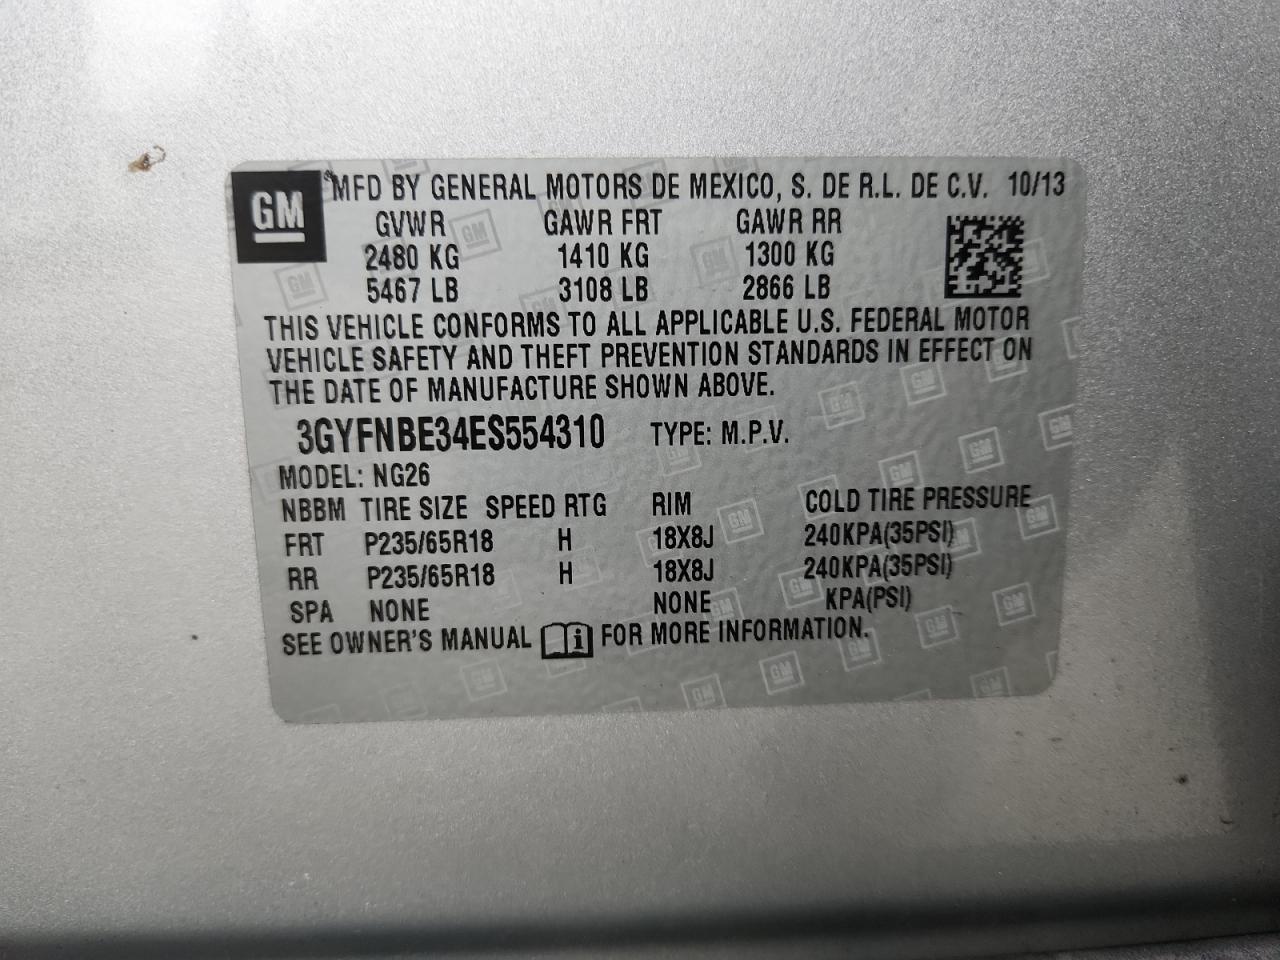 GM ® MFD BY GENERAL MOTORS DE MEXICO, S. DE R.L. DE C.V. 10/13
GVWR GAWR FRT GAWR RR
2480 KG 1410 KG 1300 KG
5467 LB 3108 LB 2866 LB
THIS VEHICLE CONFORMS TO ALL APPLICABLE U.S. FEDERAL MOTOR
VEHICLE SAFETY AND THEFT PREVENTION STANDARDS IN EFFECT ON
THE DATE OF MANUFACTURE SHOWN ABOVE.
3GYFNBE34ES554310 TYPE: M.P.V.
MODEL: NG26
NBBM TIRE SIZE SPEED RTG RIM COLD TIRE PRESSURE
FRT P235/65R18 H 18X8J 240KPA(35PSI)
RR P235/65R18 H 18X8J 240KPA(35PSI)
SPA NONE NONE KPA(PSI)
SEE OWNER'S MANUAL i FOR MORE INFORMATION.